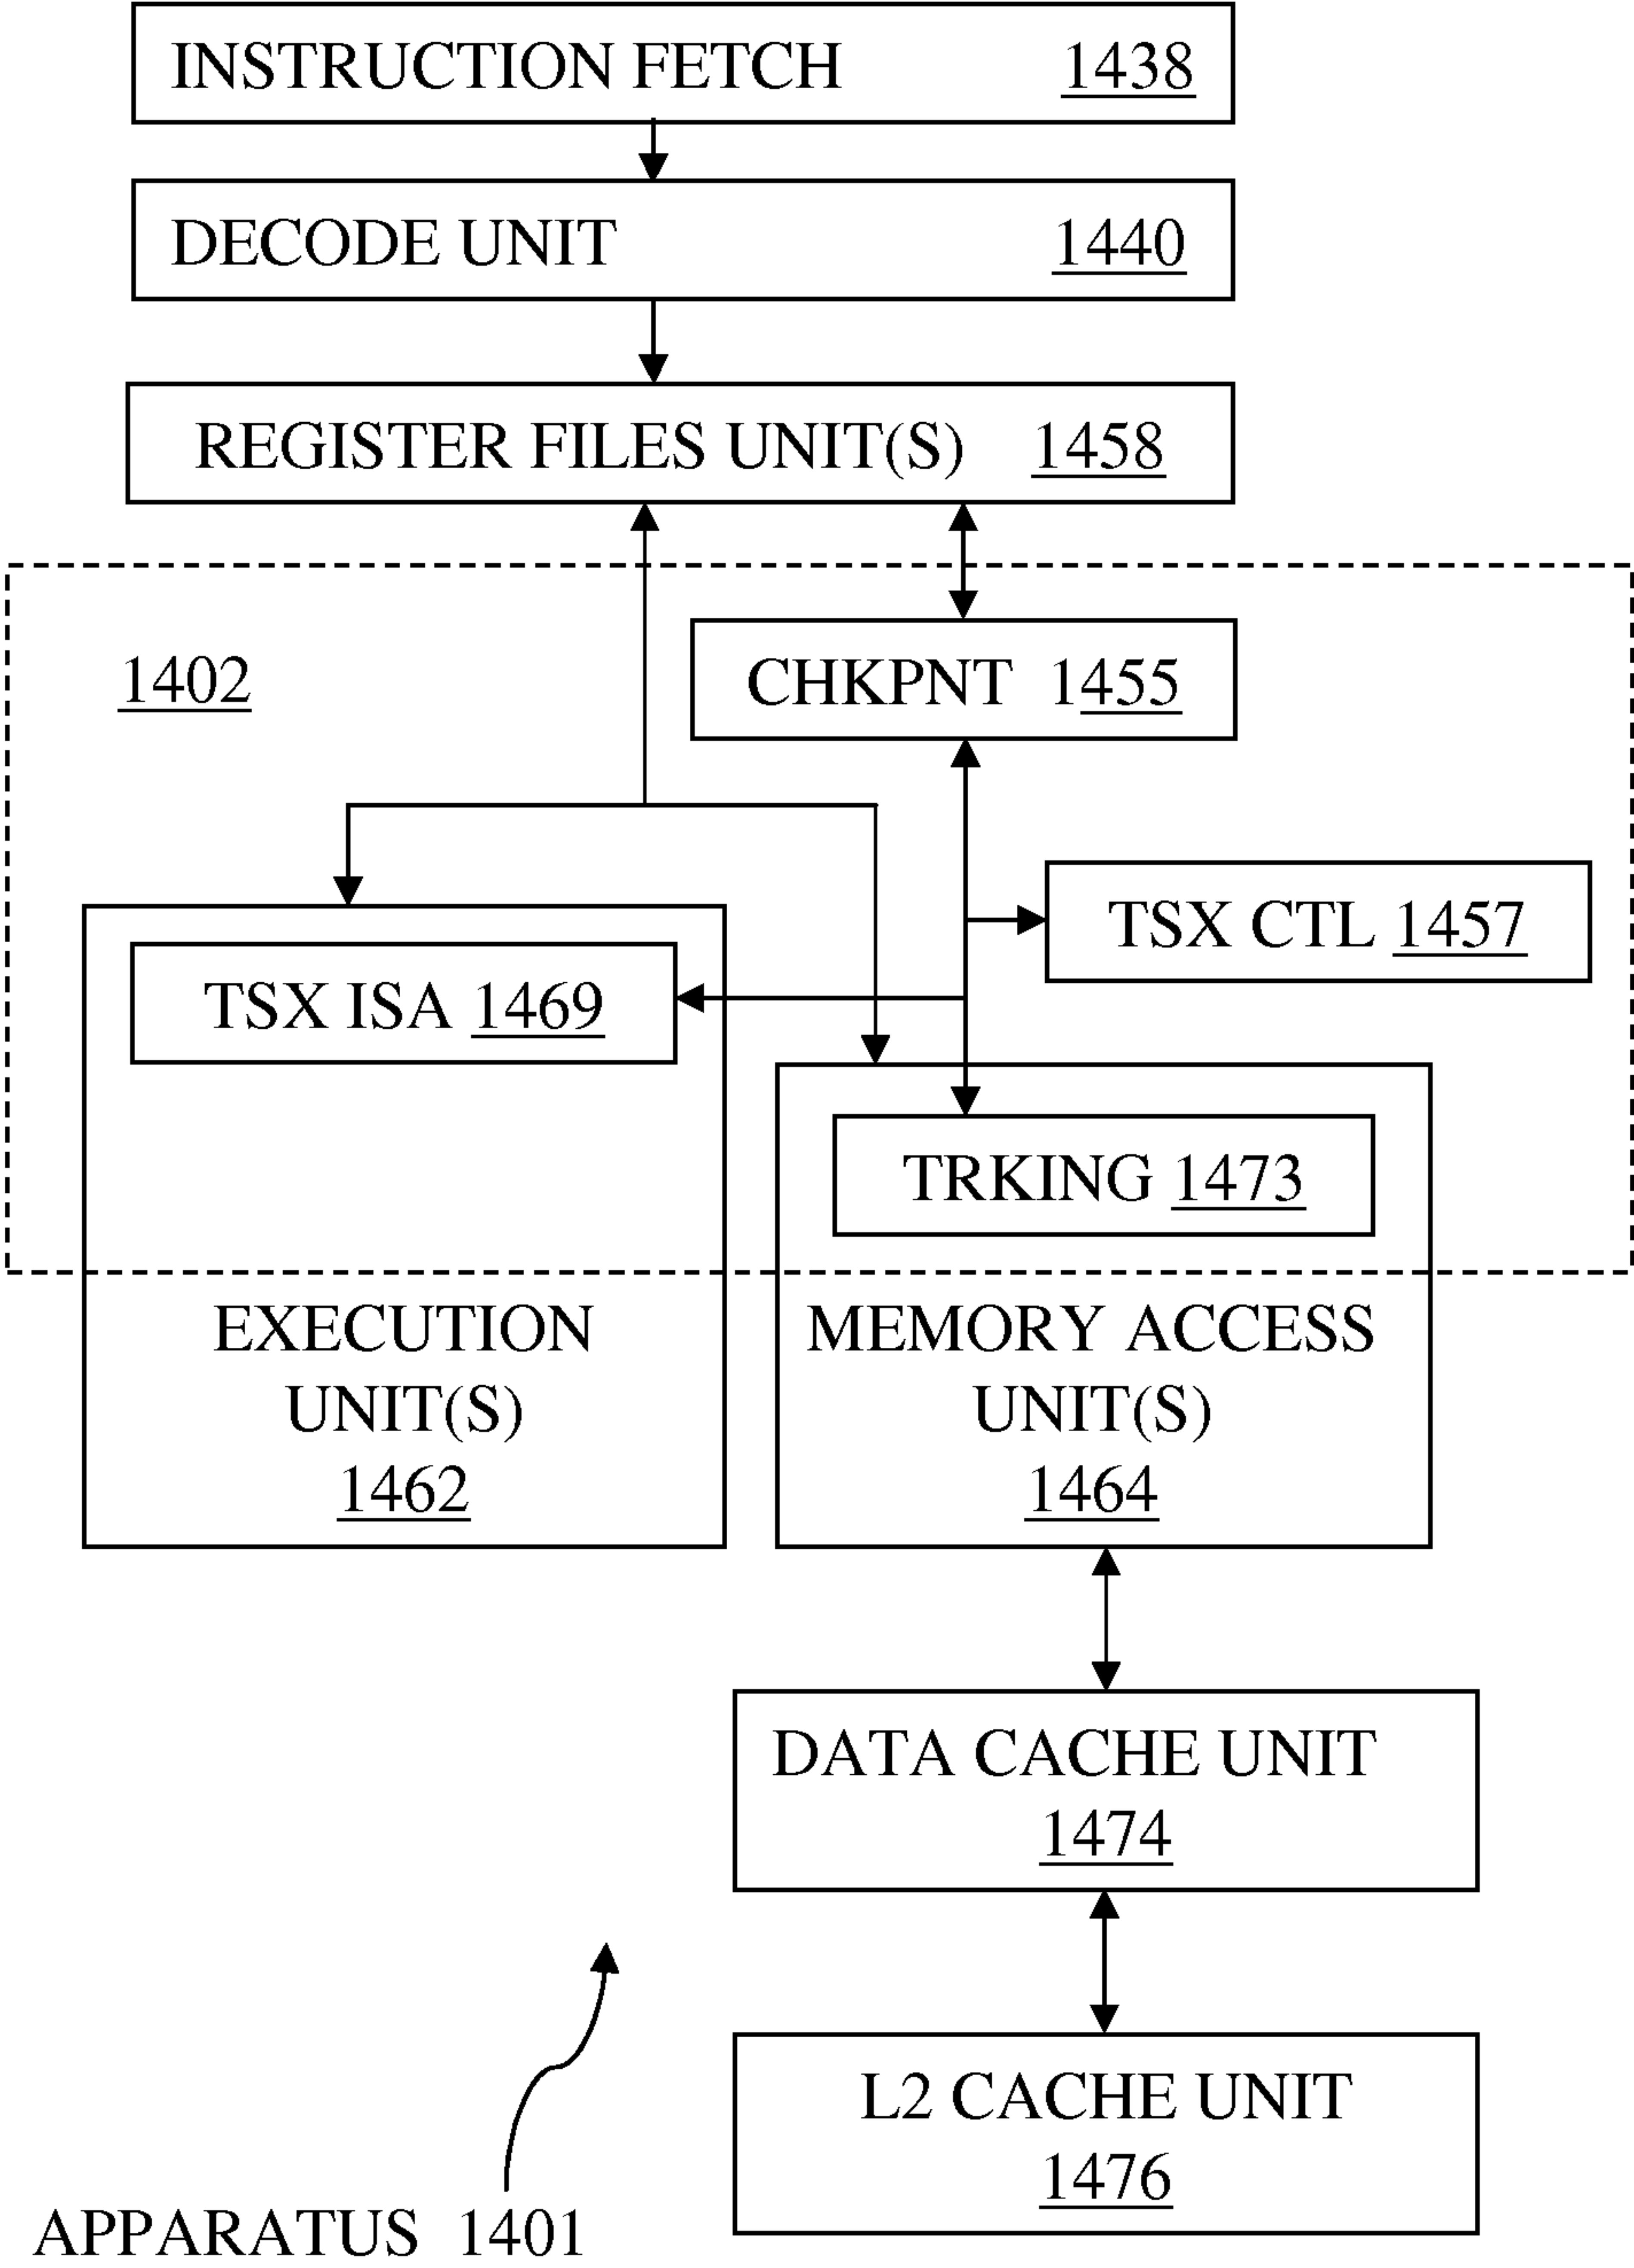 INSTRUCTION FETCH 1438
DECODE UNIT 1440
REGISTER FILES UNIT(S) 1458
1402
CHKPNT 1455
TSX CTL 1457
TSX ISA 1469
TRKING 1473
EXECUTION
UNIT(S)
1462
MEMORY ACCESS
UNIT(S)
1464
DATA CACHE UNIT
1474
L2 CACHE UNIT
1476
APPARATUS 1401